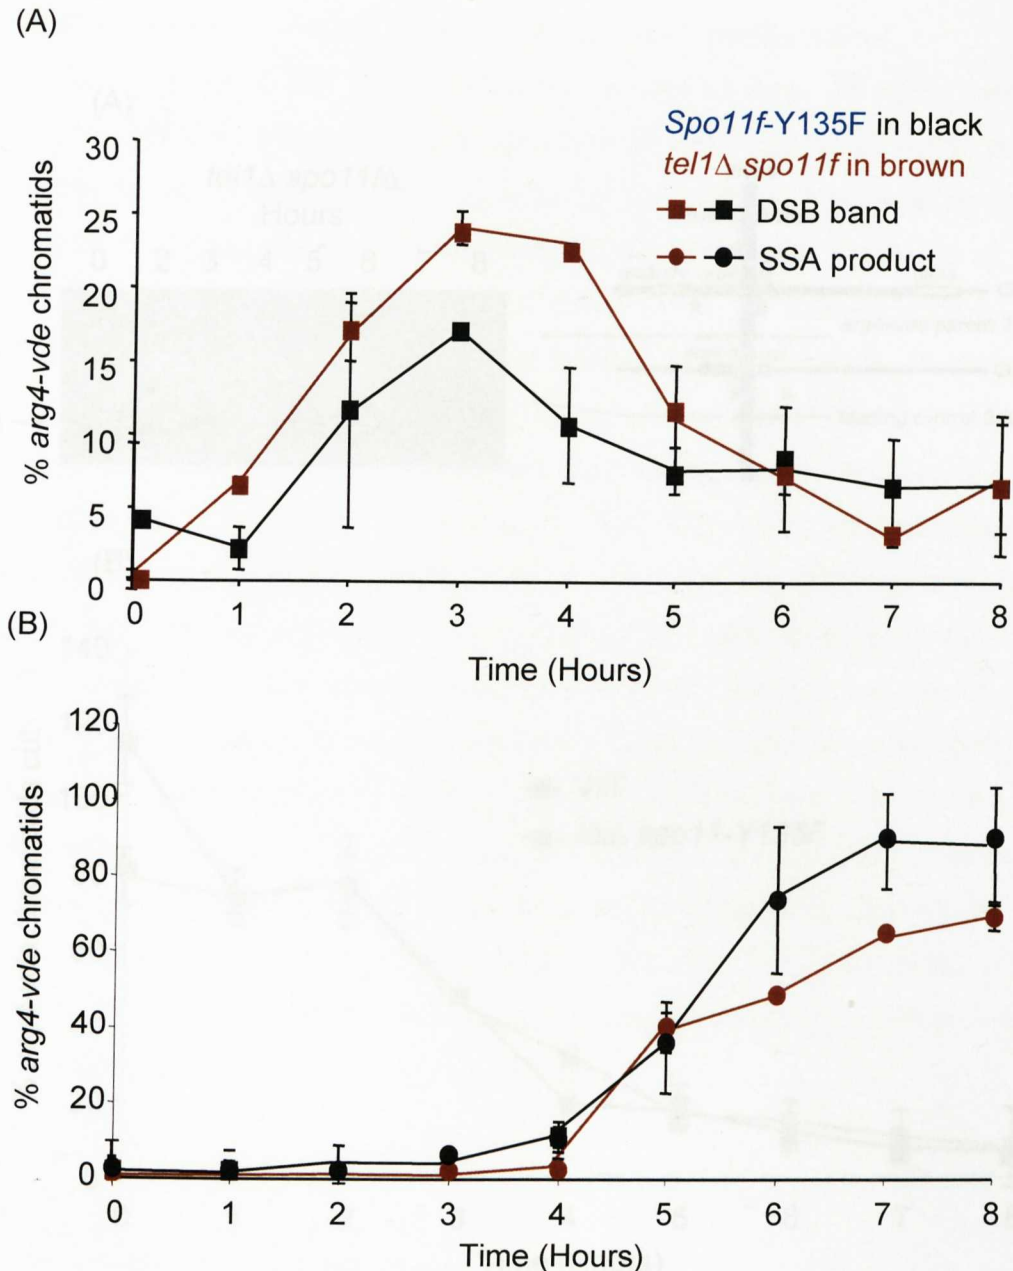 (A)
Spo11f-Y135F in black
tel1Δ spo11f in brown
DSB band
SSA product
% arg4-vde chromatids
30
25
20
15
10
5
0
0 1 2 3 4 5 6 7 8
Time (Hours)
(B)
% arg4-vde chromatids
120
100
80
60
40
20
0
0 1 2 3 4 5 6 7 8
Time (Hours)